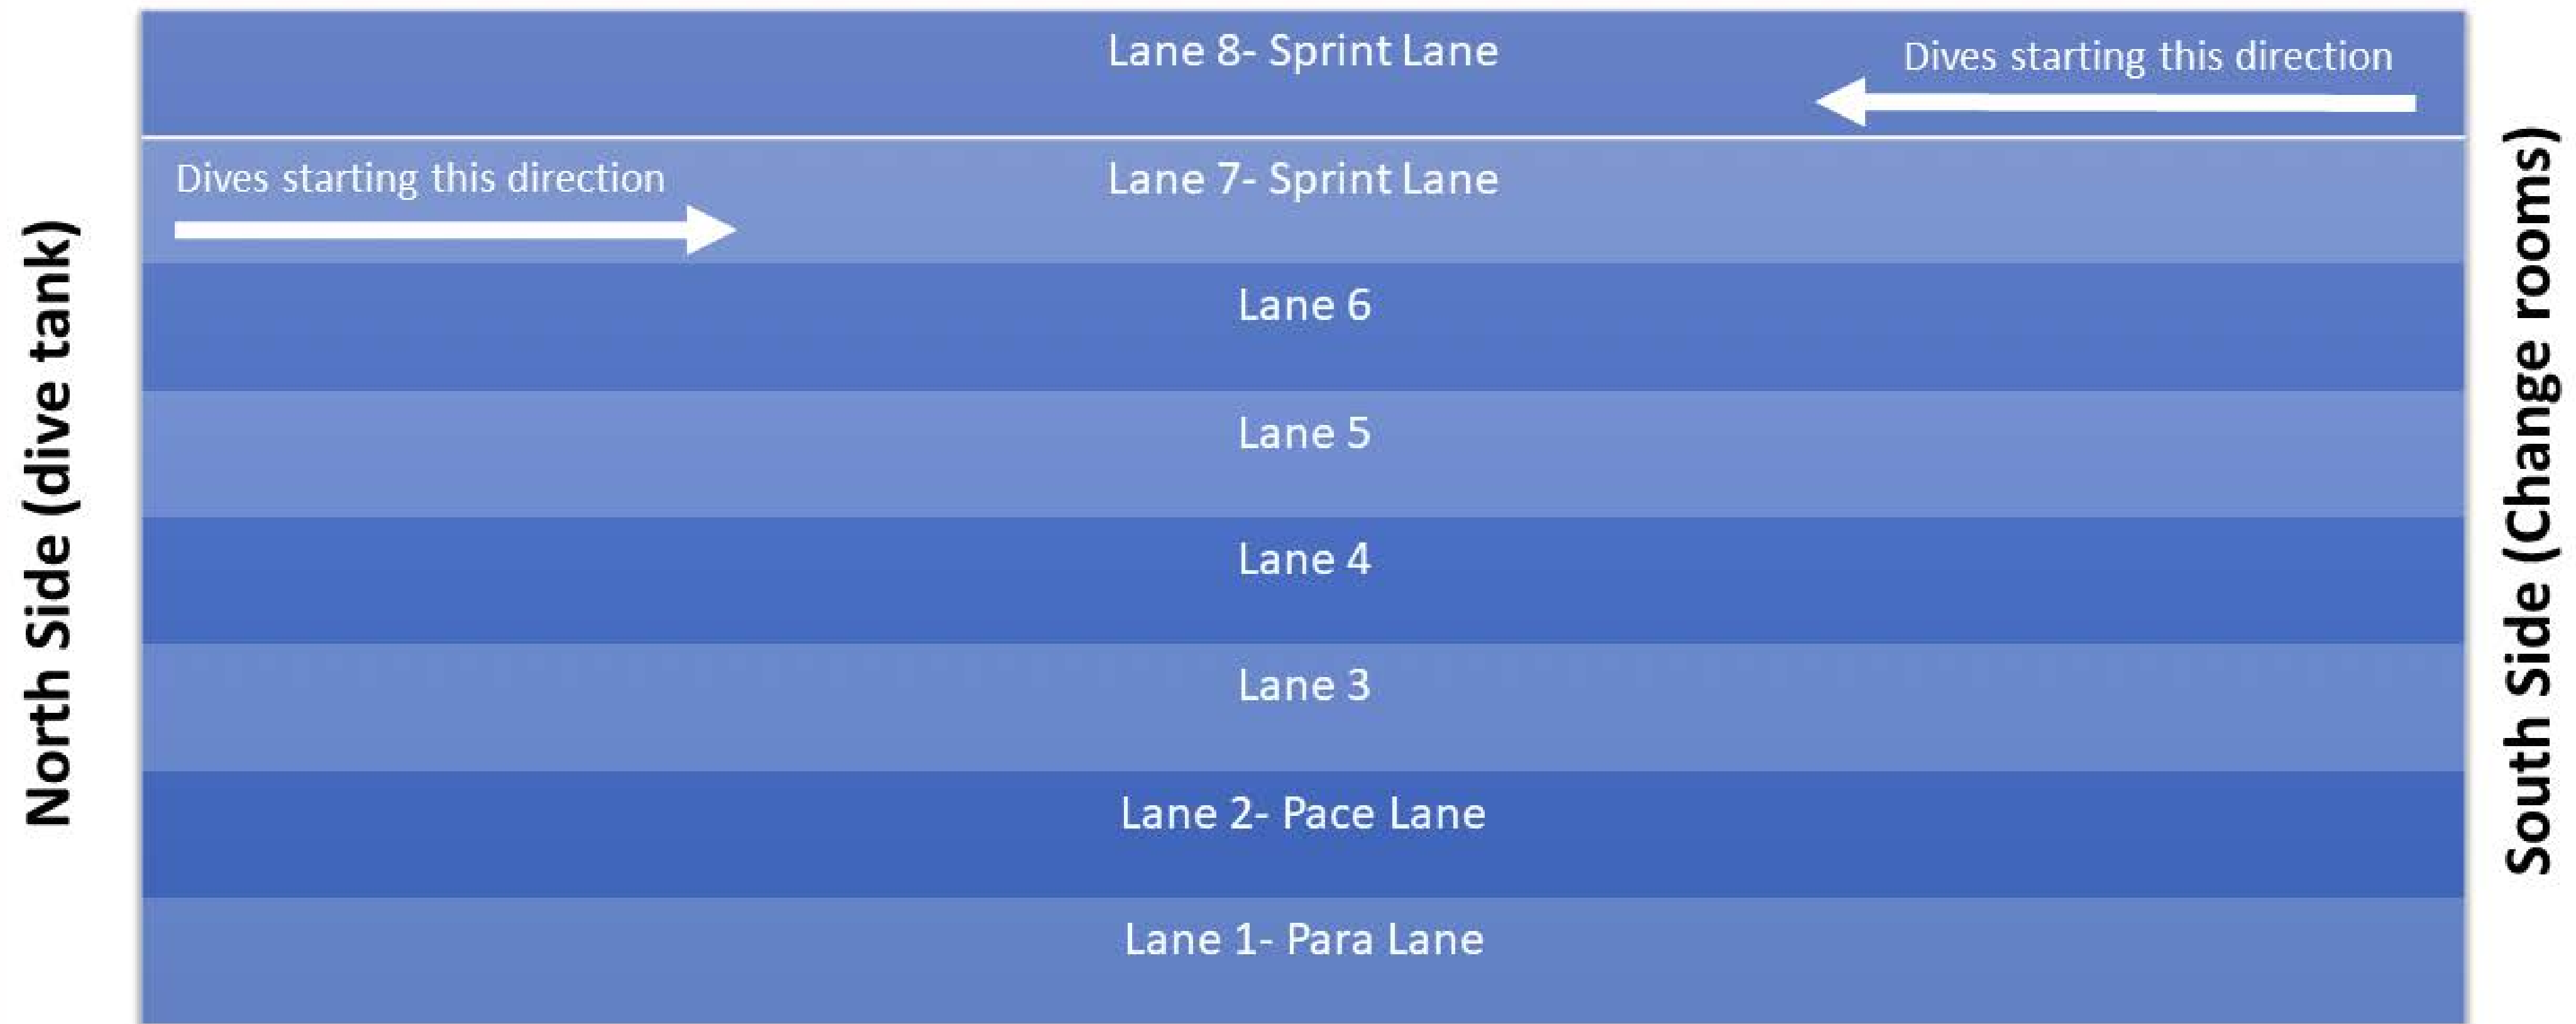 Lane 8- Sprint Lane
Dives starting this direction
Dives starting this direction
Lane 7- Sprint Lane
Lane 6
Lane 5
Lane 4
Lane 3
Lane 2- Pace Lane
Lane 1- Para Lane
North Side (dive tank)
South Side (Change rooms)